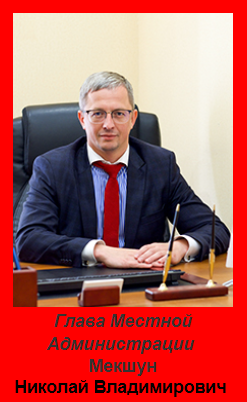 Глава Местной
Администрации
Мекшун
Николай Владимирович